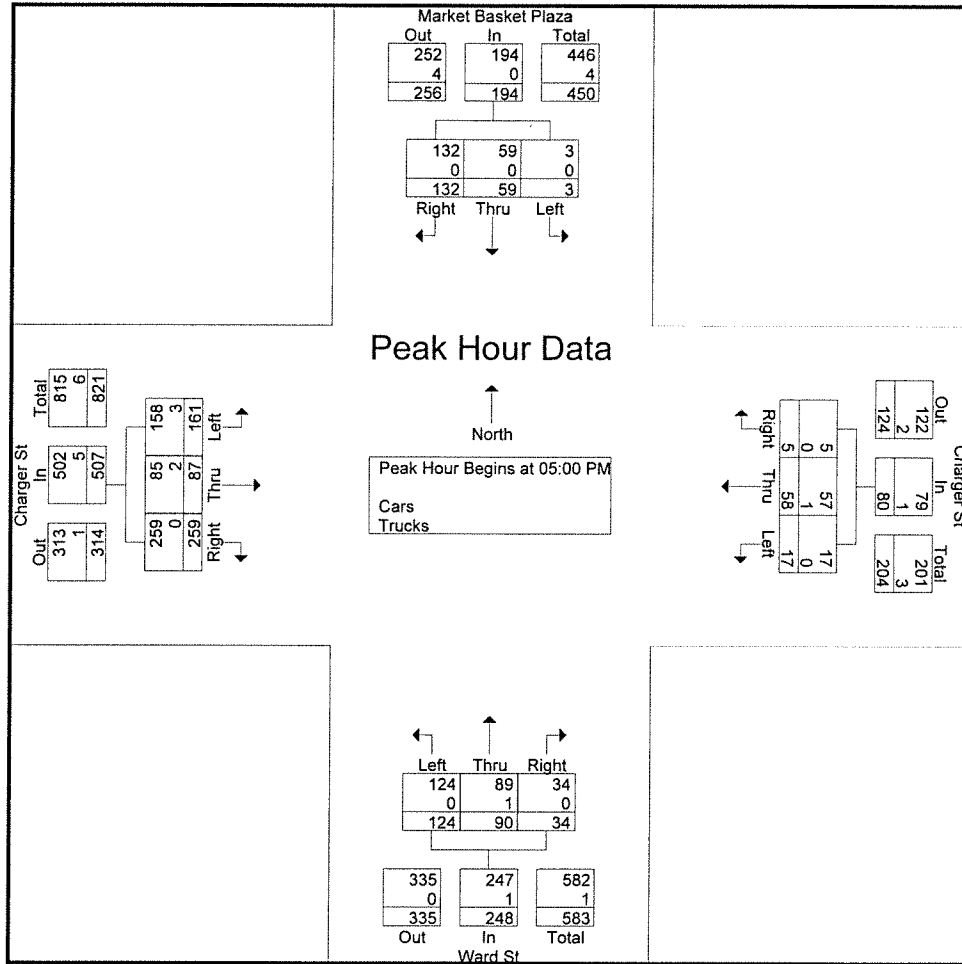 Market Basket Plaza
Out In Total
252 194 446
4 0 4
256 194 450
132 59 3
0 0 0
132 59 3
Right Thru Left
Peak Hour Data
North
Peak Hour Begins at 05:00 PM
Cars
Trucks
Charger St
Total In Out
815 502 313
6 5 1
821 507 314
158 85 259
3 2 0
161 87 259
Left Thru Right
Charger St
Out In Total
122 79 201
2 1 3
124 80 204
5 57 17
0 1 0
5 58 17
Right Thru Left
Left Thru Right
124 89 34
0 1 0
124 90 34
335 247 582
0 1 1
335 248 583
Out In Total
Ward St